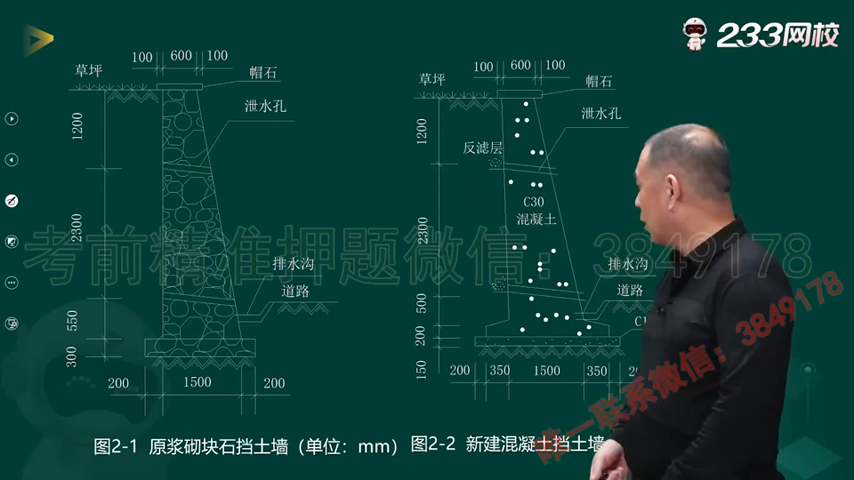 233网校
100 600 100
草坪
帽石
泄水孔
1200
2300
排水沟
道路
550
300
200 1500 200
图2-1 原浆砌块石挡土墙（单位：mm）
100 600 100
草坪
帽石
泄水孔
1200
反滤层
C30
混凝土
2300
排水沟
道路
500
200
150
200 350 1500 350
图2-2 新建混凝土挡土墙
考前精准押题微信：3849178
唯一联系微信：3849178